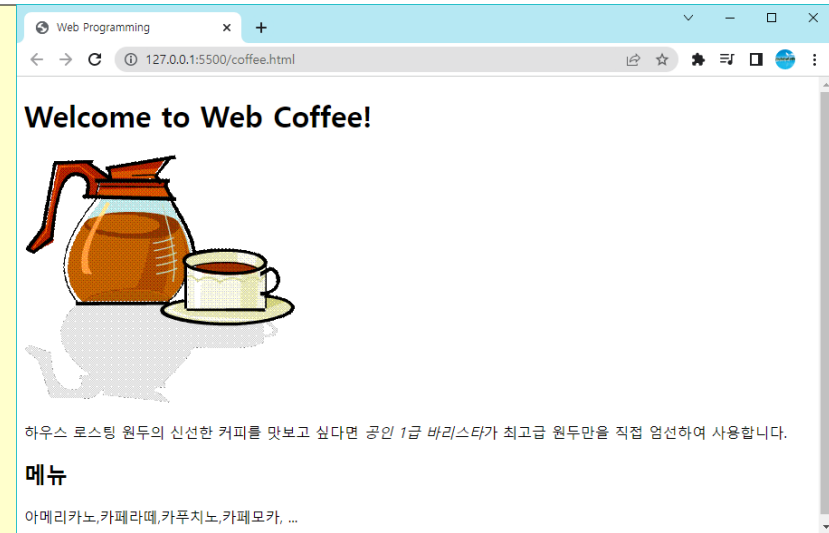 Web Programming
127.0.0.1:5500/coffee.html
Welcome to Web Coffee!
하우스 로스팅 원두의 신선한 커피를 맛보고 싶다면 공인 1급 바리스타가 최고급 원두만을 직접 엄선하여 사용합니다.
메뉴
아메리카노,카페라떼,카푸치노,카페모카, ...